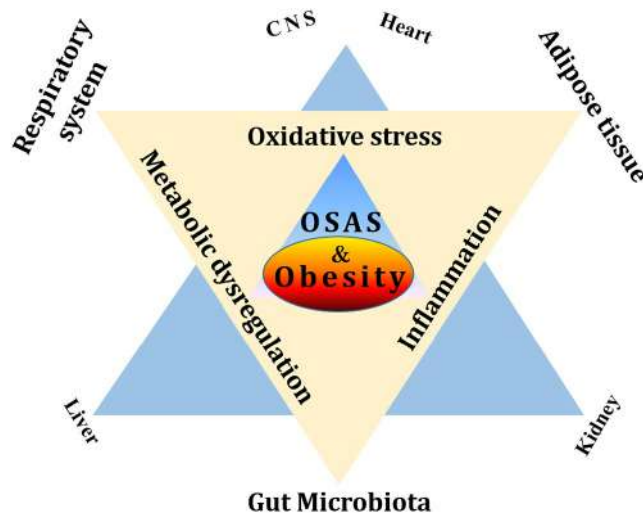 CNS
Heart
Respiratory
system
Adipose tissue
Oxidative stress
Metabolic dysregulation
OSAS
&
Obesity
Inflammation
Liver
Kidney
Gut Microbiota